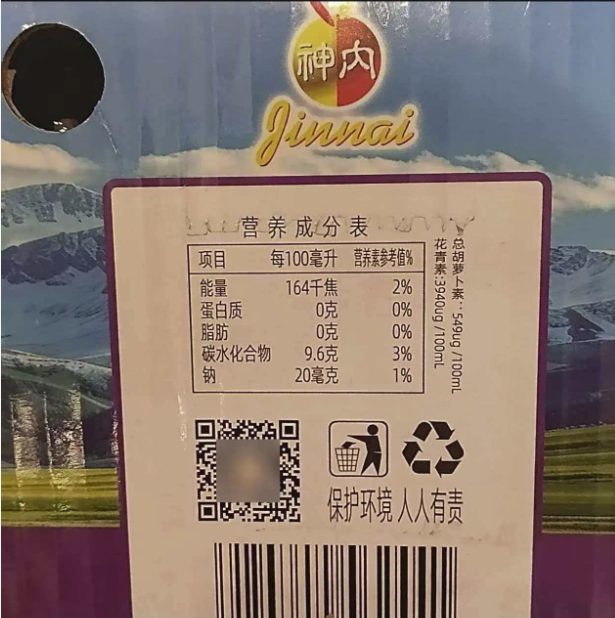 神内
Jinnai
营养成分表
项目 每100毫升 营养素参考值%
能量 164千焦 2%
蛋白质 0克 0%
脂肪 0克 0%
碳水化合物 9.6克 3%
钠 20毫克 1%
总胡萝卜素:549ug/100mL
花青素:3940ug/100mL
保护环境 人人有责